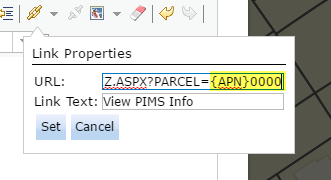 Link Properties
URL: Z.ASPX?PARCEL={APN}0000
Link Text: View PIMS Info
Set Cancel